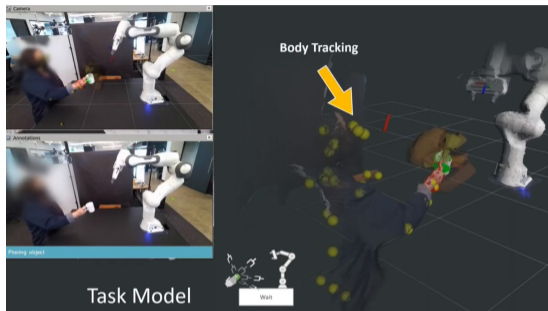 Camera
Body Tracking
Annotations
Placing object
Task Model
Wait